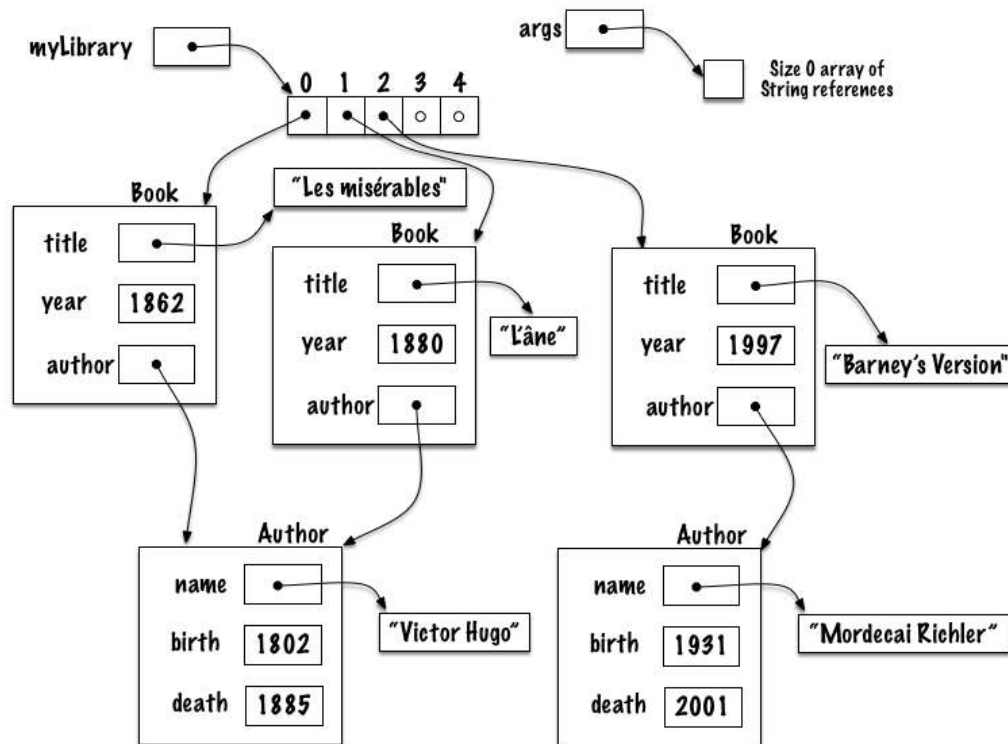 myLibrary
args
Size 0 array of
String references
0 1 2 3 4
Book
title
"Les misérables"
year
1862
author
Book
title
"L'âne"
year
1880
author
Book
title
"Barney's Version"
year
1997
author
Author
name
"Victor Hugo"
birth
1802
death
1885
Author
name
"Mordecai Richler"
birth
1931
death
2001